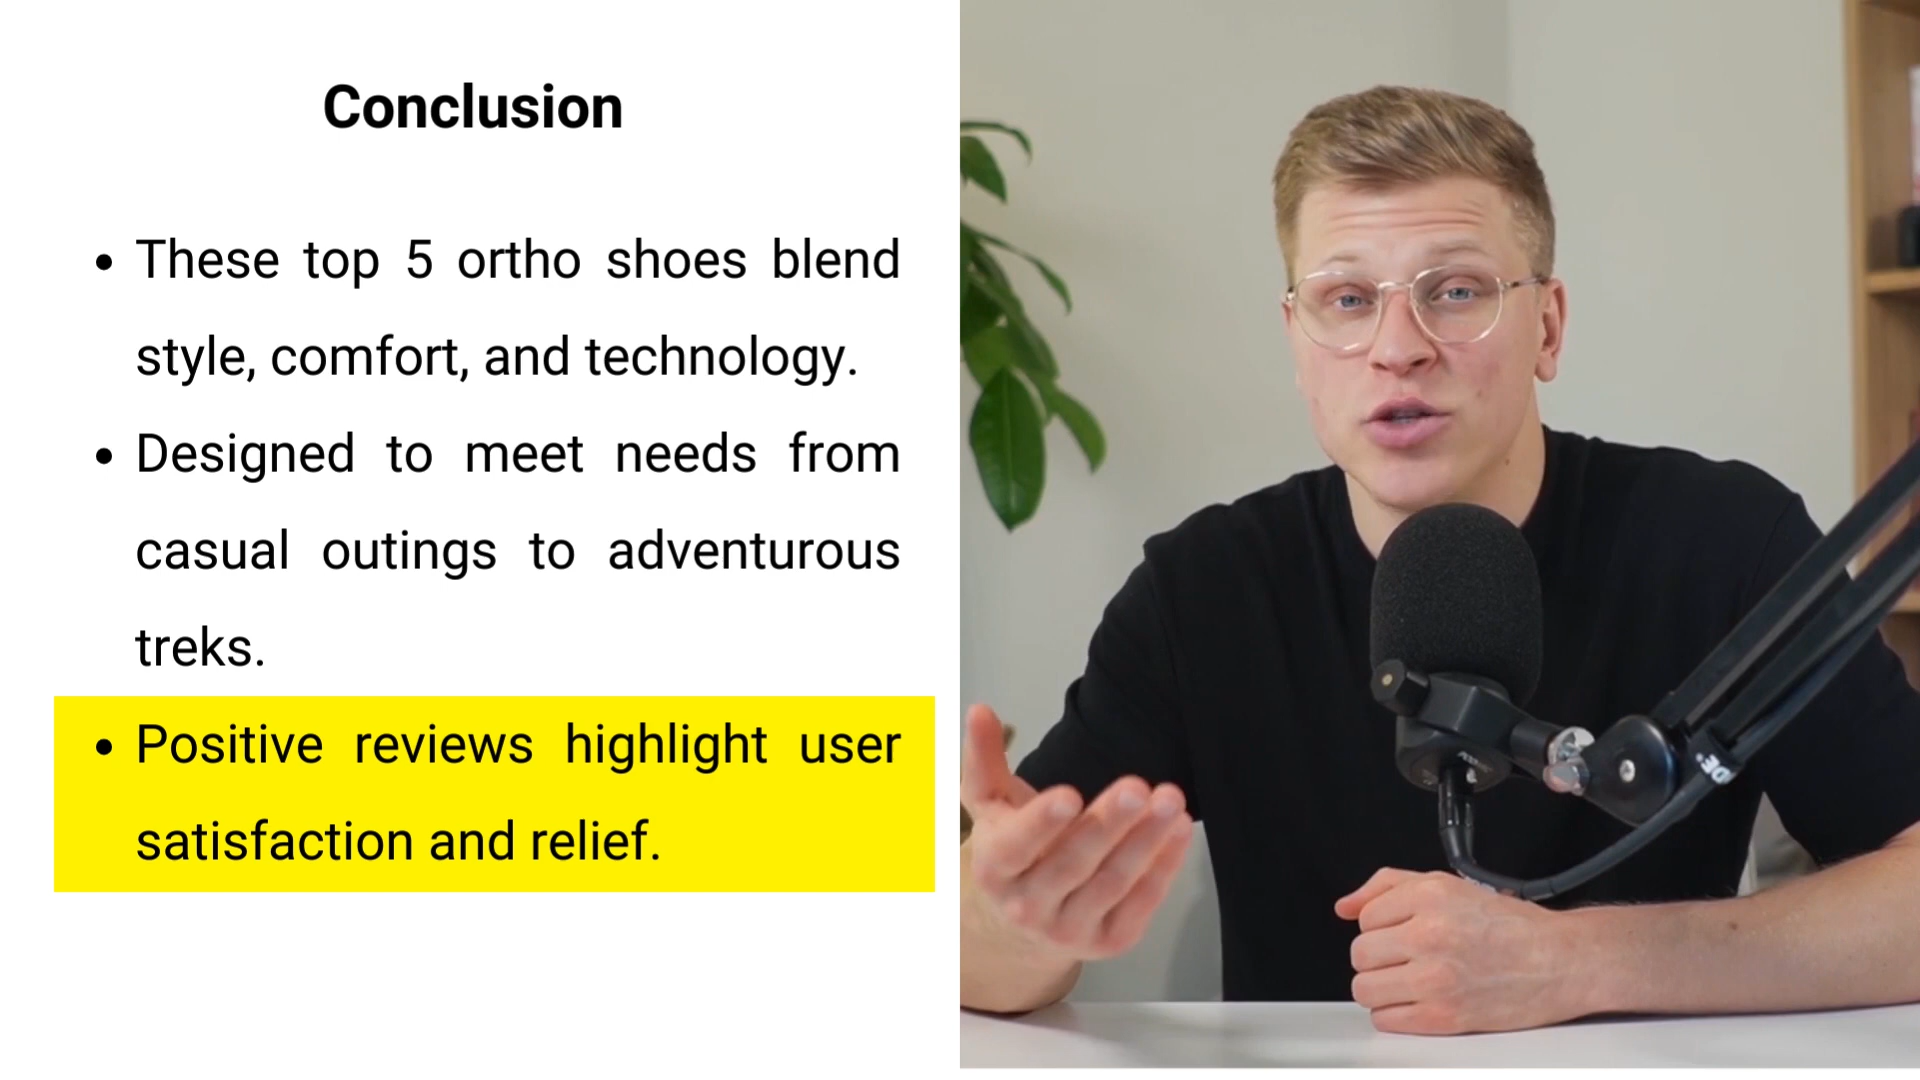 Conclusion
• These top 5 ortho shoes blend
style, comfort, and technology.
• Designed to meet needs from
casual outings to adventurous
treks.
• Positive reviews highlight user
satisfaction and relief.